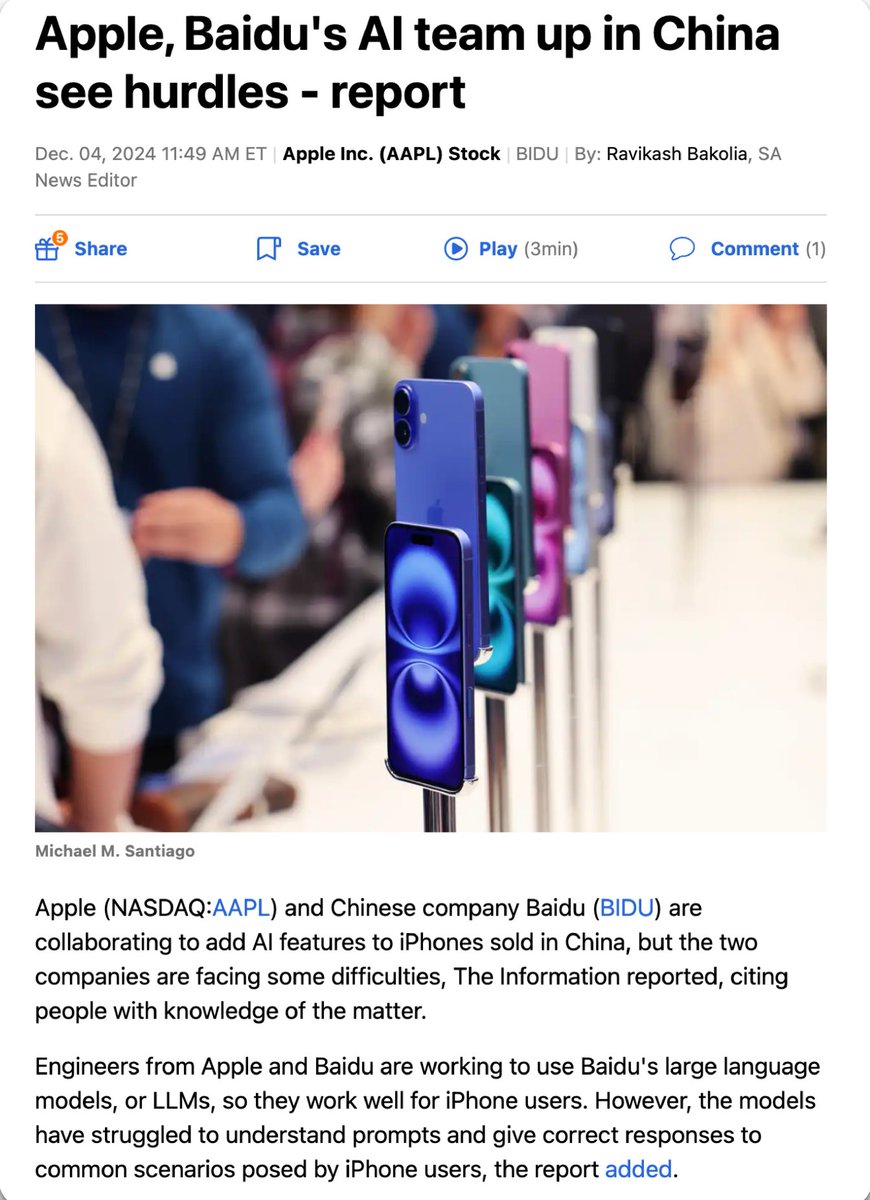 Apple, Baidu's AI team up in China
see hurdles - report
Dec. 04, 2024 11:49 AM ET | Apple Inc. (AAPL) Stock | BIDU | By: Ravikash Bakolia, SA
News Editor
5 Share Save Play (3min) Comment (1)
Michael M. Santiago
Apple (NASDAQ:AAPL) and Chinese company Baidu (BIDU) are
collaborating to add AI features to iPhones sold in China, but the two
companies are facing some difficulties, The Information reported, citing
people with knowledge of the matter.
Engineers from Apple and Baidu are working to use Baidu's large language
models, or LLMs, so they work well for iPhone users. However, the models
have struggled to understand prompts and give correct responses to
common scenarios posed by iPhone users, the report added.